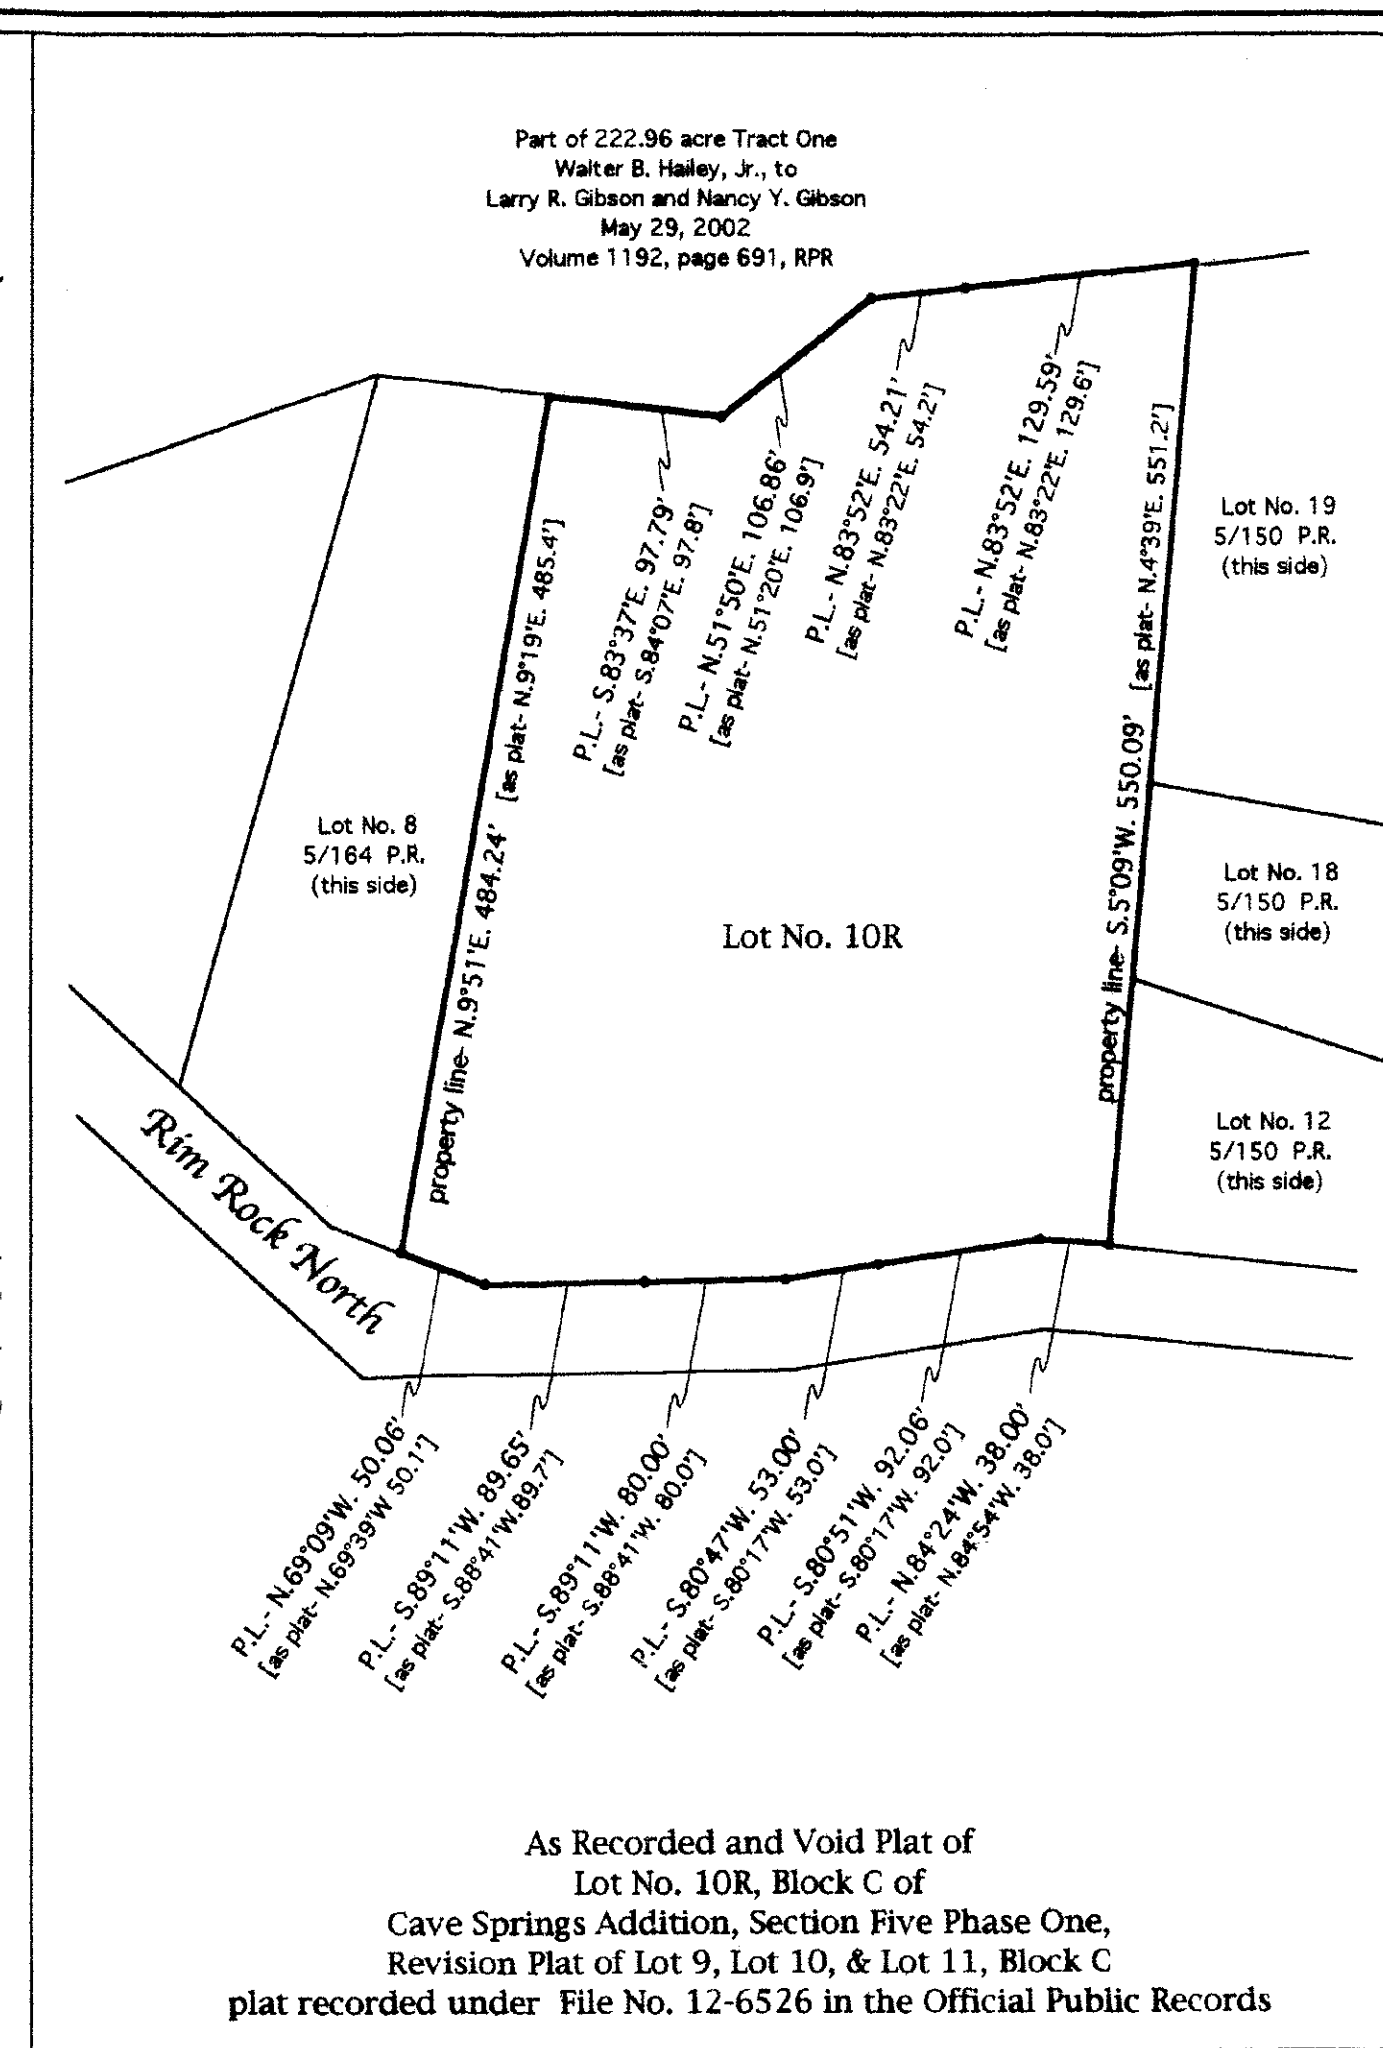 Part of 222.96 acre Tract One
Walter B. Hailey, Jr., to
Larry R. Gibson and Nancy Y. Gibson
May 29, 2002
Volume 1192, page 691, RPR
P.L.- S.83°37'E. 97.79'
[as plat- S.84°07'E. 97.8']
P.L.- N.51°50'E. 106.86'
[as plat- N.51°20'E. 106.9']
P.L.- N.83°52'E. 54.21'
[as plat- N.83°22'E. 54.2']
P.L.- N.83°52'E. 129.59'
[as plat- N.83°22'E. 129.6']
property line- N.9°51'E. 484.24' [as plat- N.9°19'E. 485.4']
property line- S.5°09'W. 550.09' [as plat- N.4°39'E. 551.2']
Lot No. 19
5/150 P.R.
(this side)
Lot No. 8
5/164 P.R.
(this side)
Lot No. 18
5/150 P.R.
(this side)
Lot No. 10R
Lot No. 12
5/150 P.R.
(this side)
Rim Rock North
P.L.- N.69°09'W. 50.06'
[as plat- N.69°39'W 50.1']
P.L.- S.89°11'W. 89.65'
[as plat- S.88°41'W.89.7']
P.L.- S.89°11'W. 80.00'
[as plat- S.88°41'W. 80.0']
P.L.- S.80°47'W. 53.00'
[as plat- S.80°17'W. 53.0']
P.L.- S.80°51'W. 92.06'
[as plat- S.80°17'W. 92.0']
P.L.- N.84°24'W. 38.00'
[as plat- N.84°54'W. 38.0']
As Recorded and Void Plat of
Lot No. 10R, Block C of
Cave Springs Addition, Section Five Phase One,
Revision Plat of Lot 9, Lot 10, & Lot 11, Block C
plat recorded under File No. 12-6526 in the Official Public Records